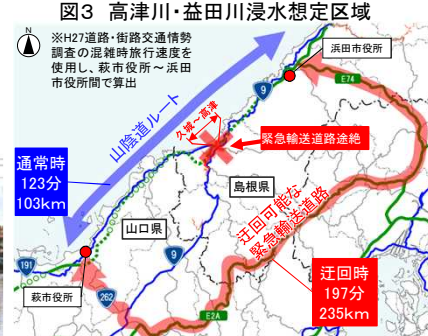 図3 高津川・益田川浸水想定区域
N
※H27道路・街路交通情勢
調査の混雑時旅行速度を
使用し、萩市役所～浜田
市役所間で算出
浜田市役所
E74
9
山陰道ルート
久城～高津
緊急輸送道路途絶
通常時
123分
103km
島根県
迂回可能な
緊急輸送道路
山口県
9
191
萩市役所
262
迂回時
197分
235km
E2A